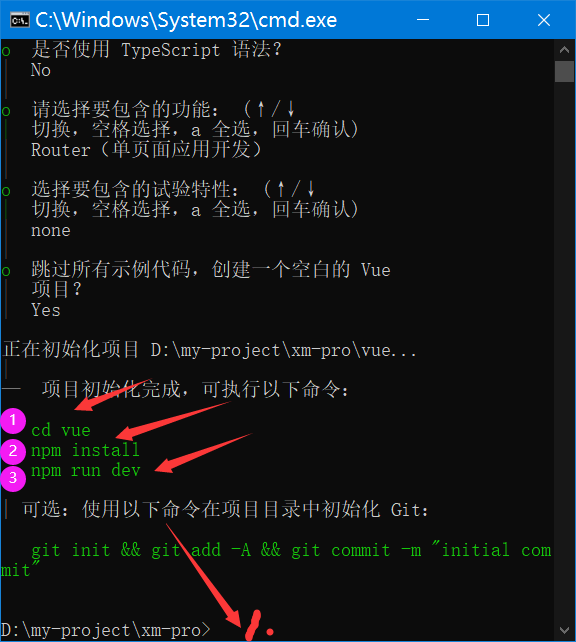 C:\Windows\System32\cmd.exe
是否使用 TypeScript 语法？
No
请选择要包含的功能： (↑/↓
切换，空格选择，a 全选，回车确认)
Router（单页面应用开发）
选择要包含的试验特性： (↑/↓
切换，空格选择，a 全选，回车确认)
none
跳过所有示例代码，创建一个空白的 Vue
项目？
Yes
正在初始化项目 D:\my-project\xm-pro\vue...
— 项目初始化完成，可执行以下命令：
1 cd vue
2 npm install
3 npm run dev
| 可选：使用以下命令在项目目录中初始化 Git：
git init && git add -A && git commit -m "initial com
mit"
D:\my-project\xm-pro> 1.